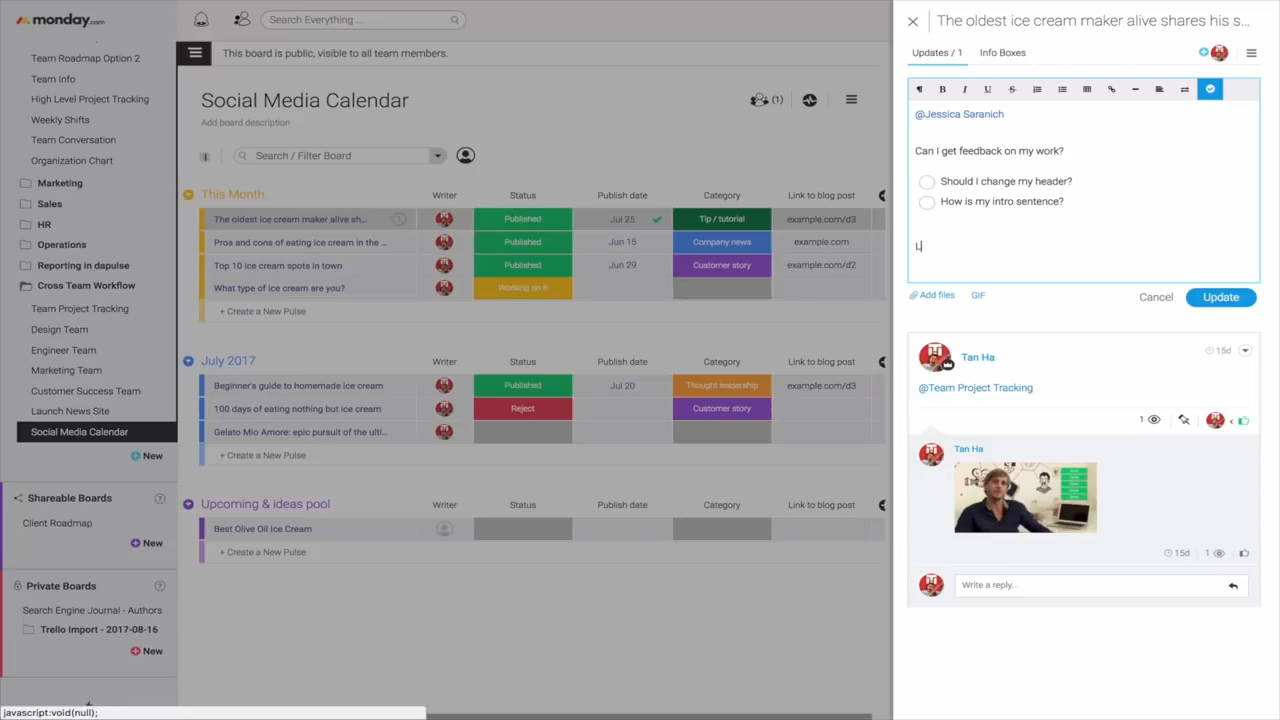 monday.com
Team Roadmap Option 2
Team Info
High Level Project Tracking
Weekly Shifts
Team Conversation
Organization Chart
Marketing
Sales
HR
Operations
Reporting in dapulse
Cross Team Workflow
Team Project Tracking
Design Team
Engineer Team
Marketing Team
Customer Success Team
Launch News Site
Social Media Calendar
New
Shareable Boards ?
Client Roadmap
New
Private Boards ?
Search Engine Journal - Authors
Trello Import - 2017-08-16
New
javascript:void(null);
Search Everything ...
This board is public, visible to all team members.
Social Media Calendar
(1)
Add board description
Search / Filter Board
This Month Writer Status Publish date Category Link to blog post
The oldest ice cream maker alive sh... 1 Published Jul 25 Tip / tutorial example.com/d3
Pros and cons of eating ice cream in the ... Published Jun 15 Company news example.com
Top 10 ice cream spots in town Published Jun 29 Customer story example.com/d2
What type of ice cream are you? Working on it
+ Create a New Pulse
July 2017 Writer Status Publish date Category Link to blog post
Beginner's guide to homemade ice cream Published Jul 20 Thought leadership example.com/d3
100 days of eating nothing but ice cream Reject Customer story
Gelato Mio Amore: epic pursuit of the ulti...
+ Create a New Pulse
Upcoming & ideas pool Writer Status Publish date Category Link to blog post
Best Olive Oil Ice Cream
+ Create a New Pulse
The oldest ice cream maker alive shares his s...
Updates / 1 Info Boxes
B I U S
@Jessica Saranich
Can I get feedback on my work?
Should I change my header?
How is my intro sentence?
L
Add files GIF Cancel Update
Tan Ha 15d
@Team Project Tracking
1
Tan Ha
15d 1
Write a reply...